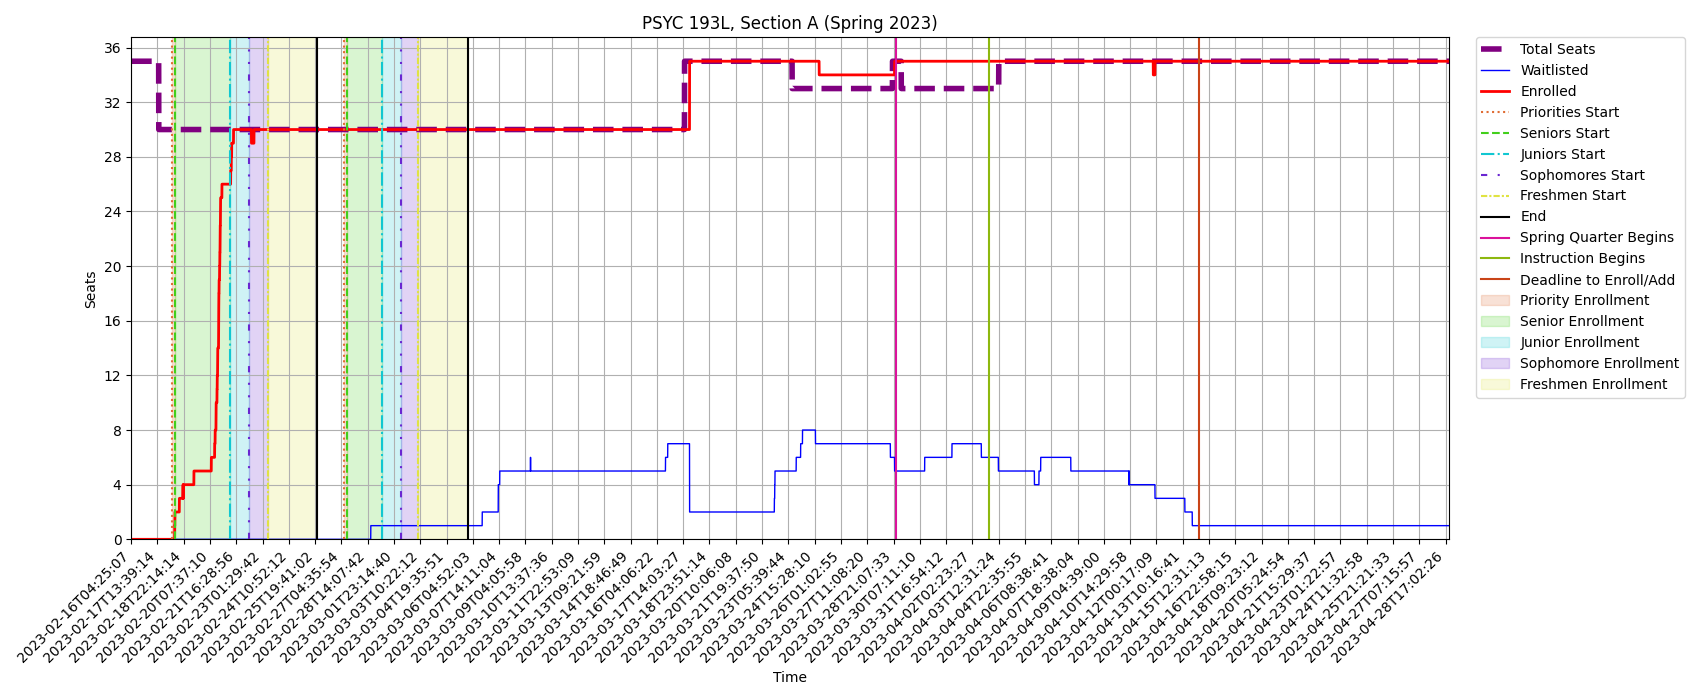 PSYC 193L, Section A (Spring 2023)
Seats
36
32
28
24
20
16
12
8
4
0
Total Seats
Waitlisted
Enrolled
Priorities Start
Seniors Start
Juniors Start
Sophomores Start
Freshmen Start
End
Spring Quarter Begins
Instruction Begins
Deadline to Enroll/Add
Priority Enrollment
Senior Enrollment
Junior Enrollment
Sophomore Enrollment
Freshmen Enrollment
2023-02-16T04:25:07
2023-02-17T13:39:14
2023-02-18T22:14:14
2023-02-20T07:37:10
2023-02-21T16:28:56
2023-02-23T01:29:42
2023-02-24T10:52:12
2023-02-25T19:41:02
2023-02-27T04:35:54
2023-02-28T14:07:42
2023-03-01T23:14:40
2023-03-03T10:22:12
2023-03-04T19:35:51
2023-03-06T04:52:03
2023-03-07T14:11:04
2023-03-09T04:05:58
2023-03-10T13:37:36
2023-03-11T22:53:09
2023-03-13T09:21:59
2023-03-14T18:46:49
2023-03-16T04:06:22
2023-03-17T14:03:27
2023-03-18T23:51:14
2023-03-20T10:06:08
2023-03-21T19:37:50
2023-03-23T05:39:44
2023-03-24T15:28:10
2023-03-26T01:02:55
2023-03-27T11:08:20
2023-03-28T21:07:33
2023-03-30T07:11:10
2023-03-31T16:54:12
2023-04-02T02:23:27
2023-04-03T12:31:24
2023-04-04T22:35:55
2023-04-06T08:38:41
2023-04-07T18:38:04
2023-04-09T04:39:00
2023-04-10T14:29:58
2023-04-12T00:17:09
2023-04-13T10:16:41
2023-04-15T12:31:13
2023-04-16T22:58:15
2023-04-18T09:23:12
2023-04-20T05:24:54
2023-04-21T15:29:37
2023-04-23T01:22:57
2023-04-24T11:32:58
2023-04-25T21:21:33
2023-04-27T07:15:57
2023-04-28T17:02:26
Time